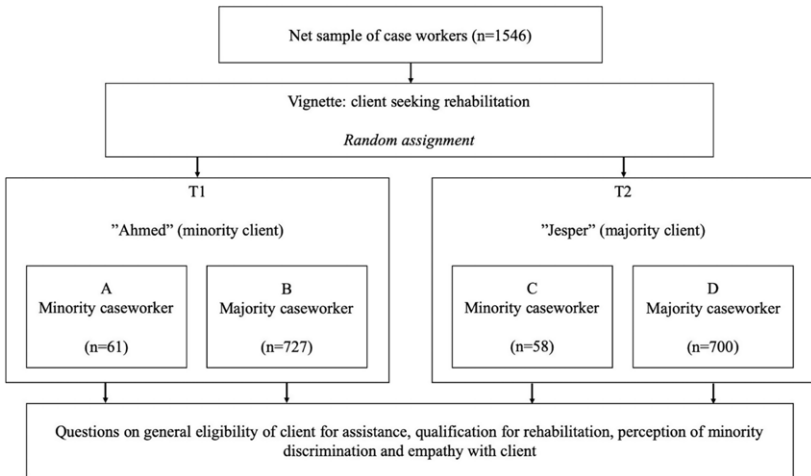 Net sample of case workers (n=1546)
Vignette: client seeking rehabilitation
Random assignment
T1
”Ahmed” (minority client)
A
Minority caseworker
(n=61)
B
Majority caseworker
(n=727)
T2
”Jesper” (majority client)
C
Minority caseworker
(n=58)
D
Majority caseworker
(n=700)
Questions on general eligibility of client for assistance, qualification for rehabilitation, perception of minority
discrimination and empathy with client